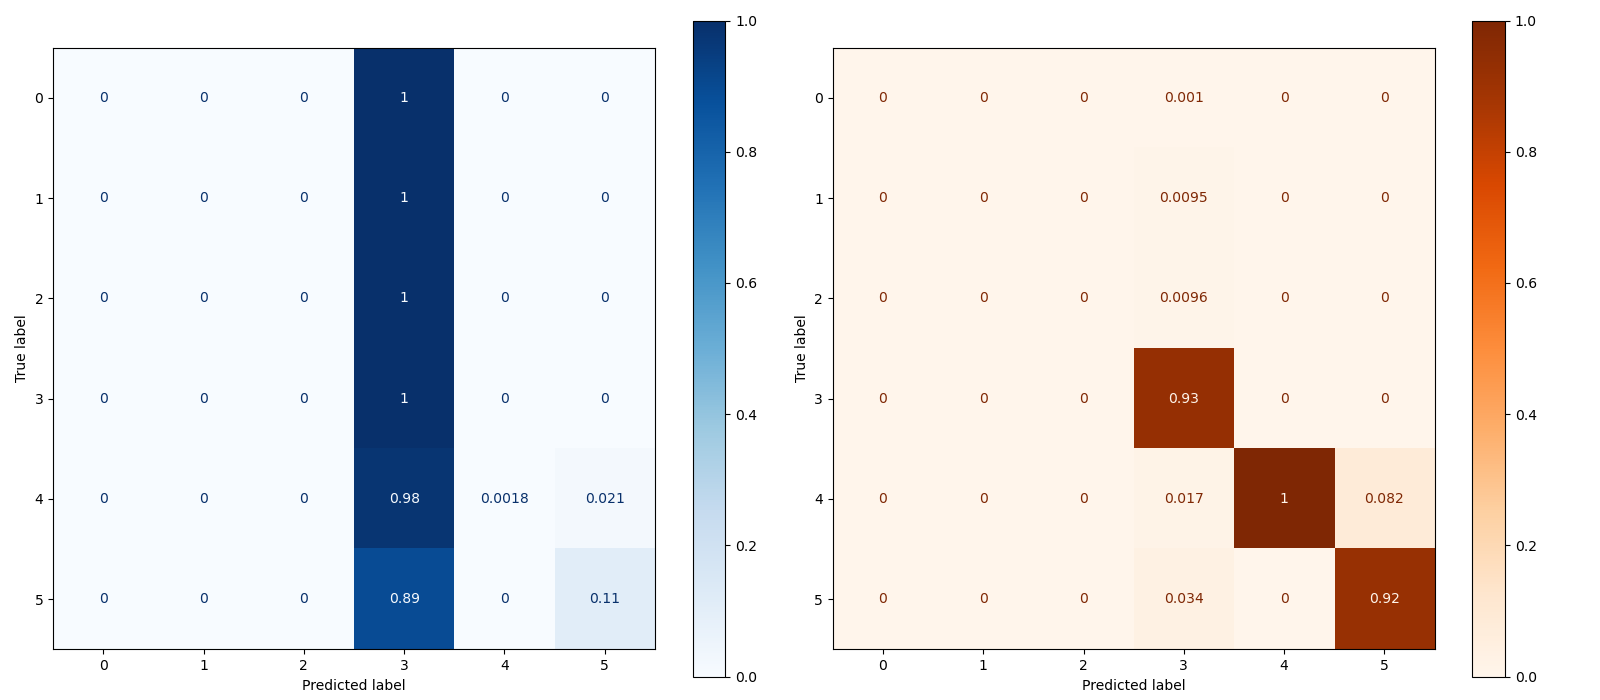 1.0
0 0 0 0 1 0 0
0.8
1 0 0 0 1 0 0
0.6
2 0 0 0 1 0 0
True label
3 0 0 0 1 0 0
0.4
4 0 0 0 0.98 0.0018 0.021
0.2
5 0 0 0 0.89 0 0.11
0.0
0 1 2 3 4 5
Predicted label
1.0
0 0 0 0 0.001 0 0
0.8
1 0 0 0 0.0095 0 0
0.6
2 0 0 0 0.0096 0 0
True label
3 0 0 0 0.93 0 0
0.4
4 0 0 0 0.017 1 0.082
0.2
5 0 0 0 0.034 0 0.92
0.0
0 1 2 3 4 5
Predicted label